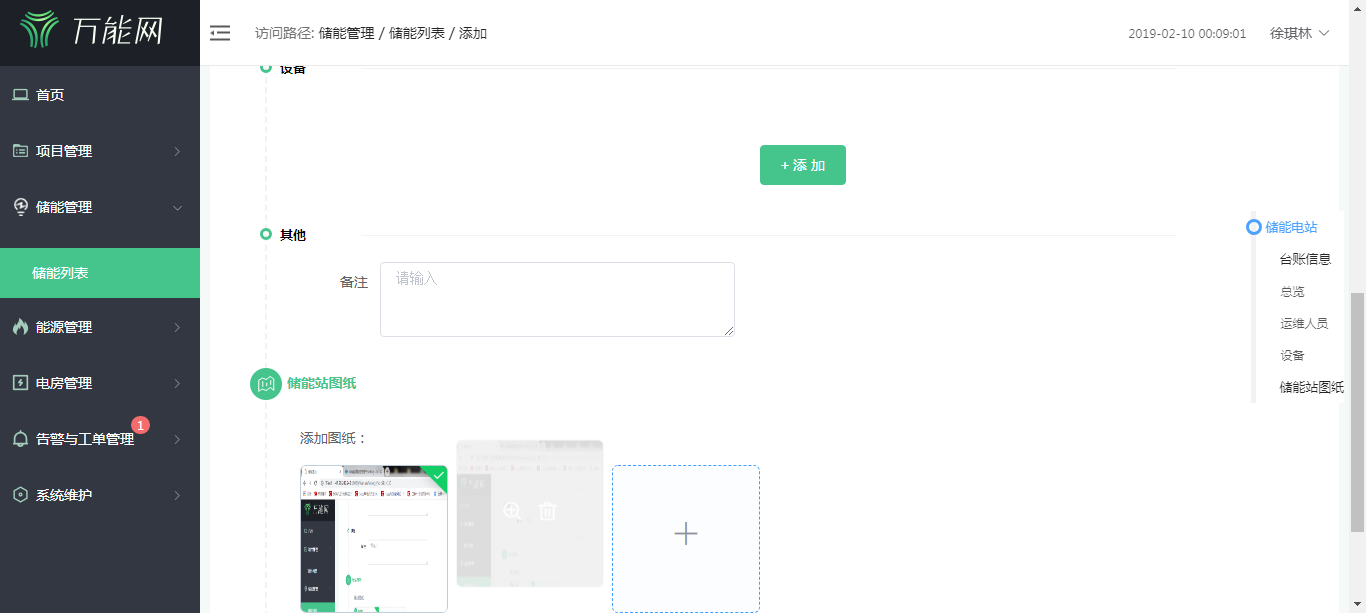 万能网
访问路径: 储能管理 / 储能列表 / 添加
2019-02-10 00:09:01
徐琪林
首页
项目管理
储能管理
储能列表
能源管理
电房管理
告警与工单管理
1
系统维护
设备
+ 添 加
其他
备注
请输入
储能站图纸
添加图纸：
储能电站
台账信息
总览
运维人员
设备
储能站图纸